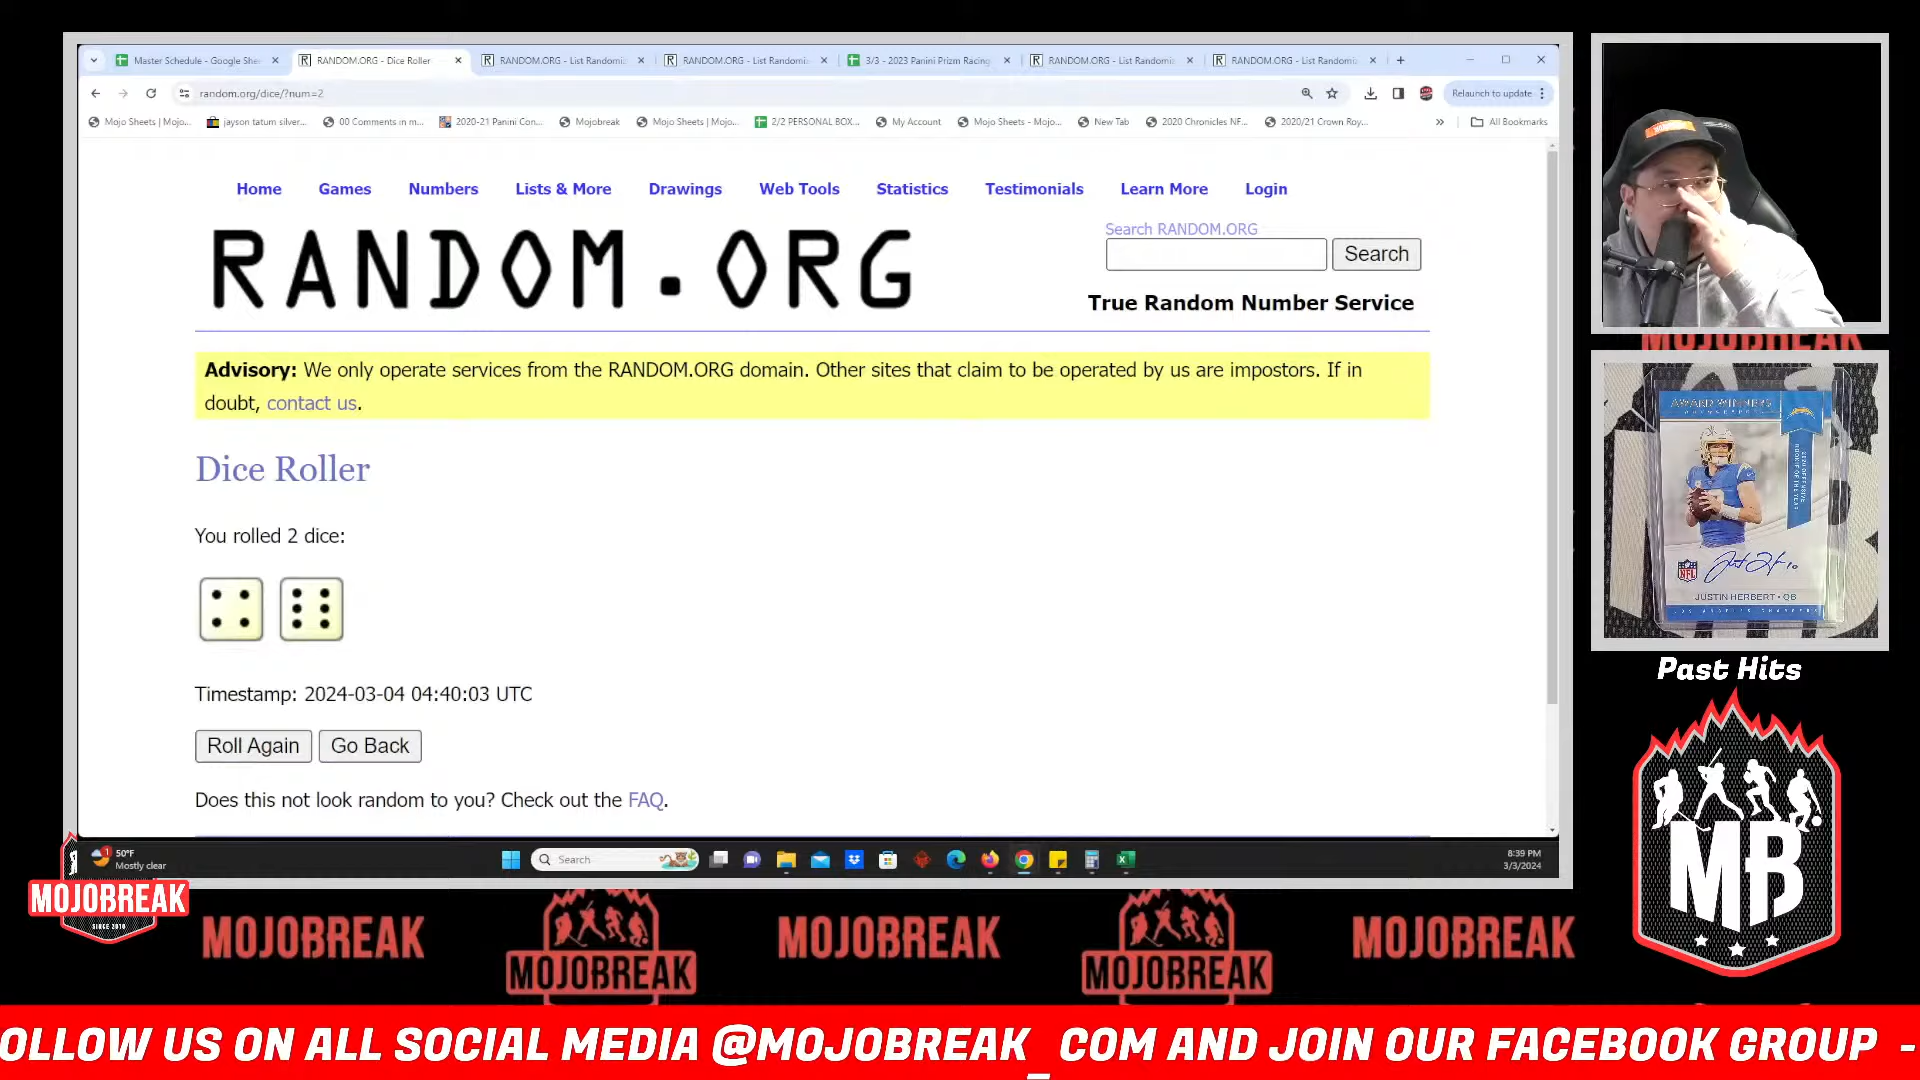 Master Schedule - Google She
RANDOM.ORG - Dice Roller
RANDOM.ORG - List Randomiz
RANDOM.ORG - List Randomiz
3/3 - 2023 Panini Prizm Racing
RANDOM.ORG - List Randomiz
RANDOM.ORG - List Randomiz
random.org/dice/?num=2
Relaunch to update
Mojo Sheets | Mojo...
jayson tatum silver...
00 Comments in m...
2020-21 Panini Con...
Mojobreak
Mojo Sheets | Mojo...
2/2 PERSONAL BOX...
My Account
Mojo Sheets - Mojo...
New Tab
2020 Chronicles NF...
2020/21 Crown Roy...
All Bookmarks
Home Games Numbers Lists & More Drawings Web Tools Statistics Testimonials Learn More Login
RANDOM.ORG
Search RANDOM.ORG
Search
True Random Number Service
Advisory: We only operate services from the RANDOM.ORG domain. Other sites that claim to be operated by us are impostors. If in
doubt, contact us.
Dice Roller
You rolled 2 dice:
Timestamp: 2024-03-04 04:40:03 UTC
Roll Again Go Back
Does this not look random to you? Check out the FAQ.
1
50°F
Mostly clear
Search
8:39 PM
3/3/2024
AWARD WINNERS
NFL
JUSTIN HERBERT • QB
LOS ANGELES CHARGERS
Past Hits
MB
MOJOBREAK
SINCE 2010
MOJOBREAK
MOJOBREAK
MOJOBREAK
MOJOBREAK
MOJOBREAK
OLLOW US ON ALL SOCIAL MEDIA @MOJOBREAK_COM AND JOIN OUR FACEBOOK GROUP -